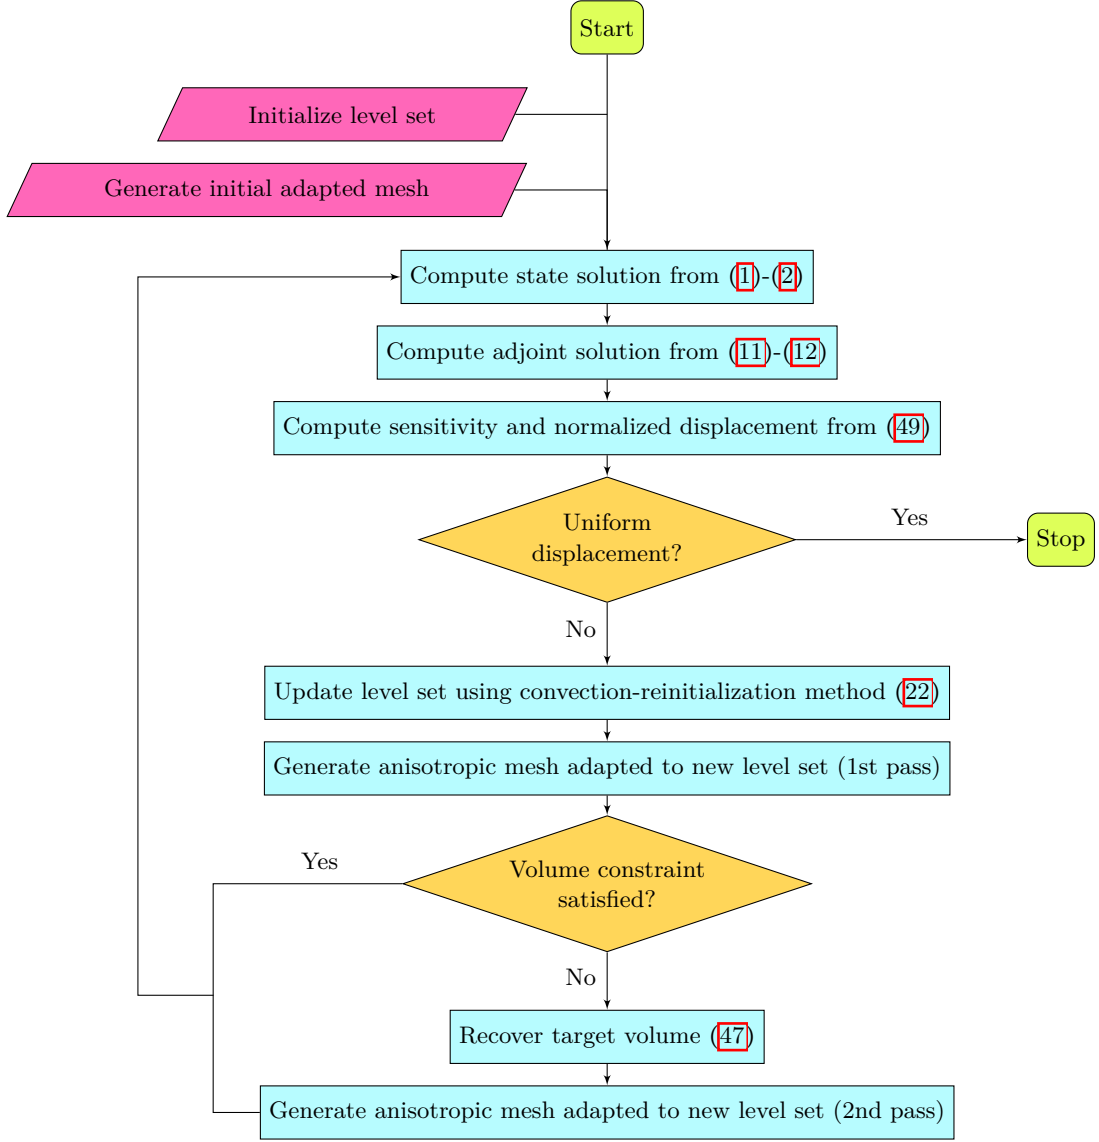 Start
Initialize level set
Generate initial adapted mesh
Compute state solution from (1)-(2)
Compute adjoint solution from (11)-(12)
Compute sensitivity and normalized displacement from (49)
Uniform
displacement?
Yes
Stop
No
Update level set using convection-reinitialization method (22)
Generate anisotropic mesh adapted to new level set (1st pass)
Yes
Volume constraint
satisfied?
No
Recover target volume (47)
Generate anisotropic mesh adapted to new level set (2nd pass)